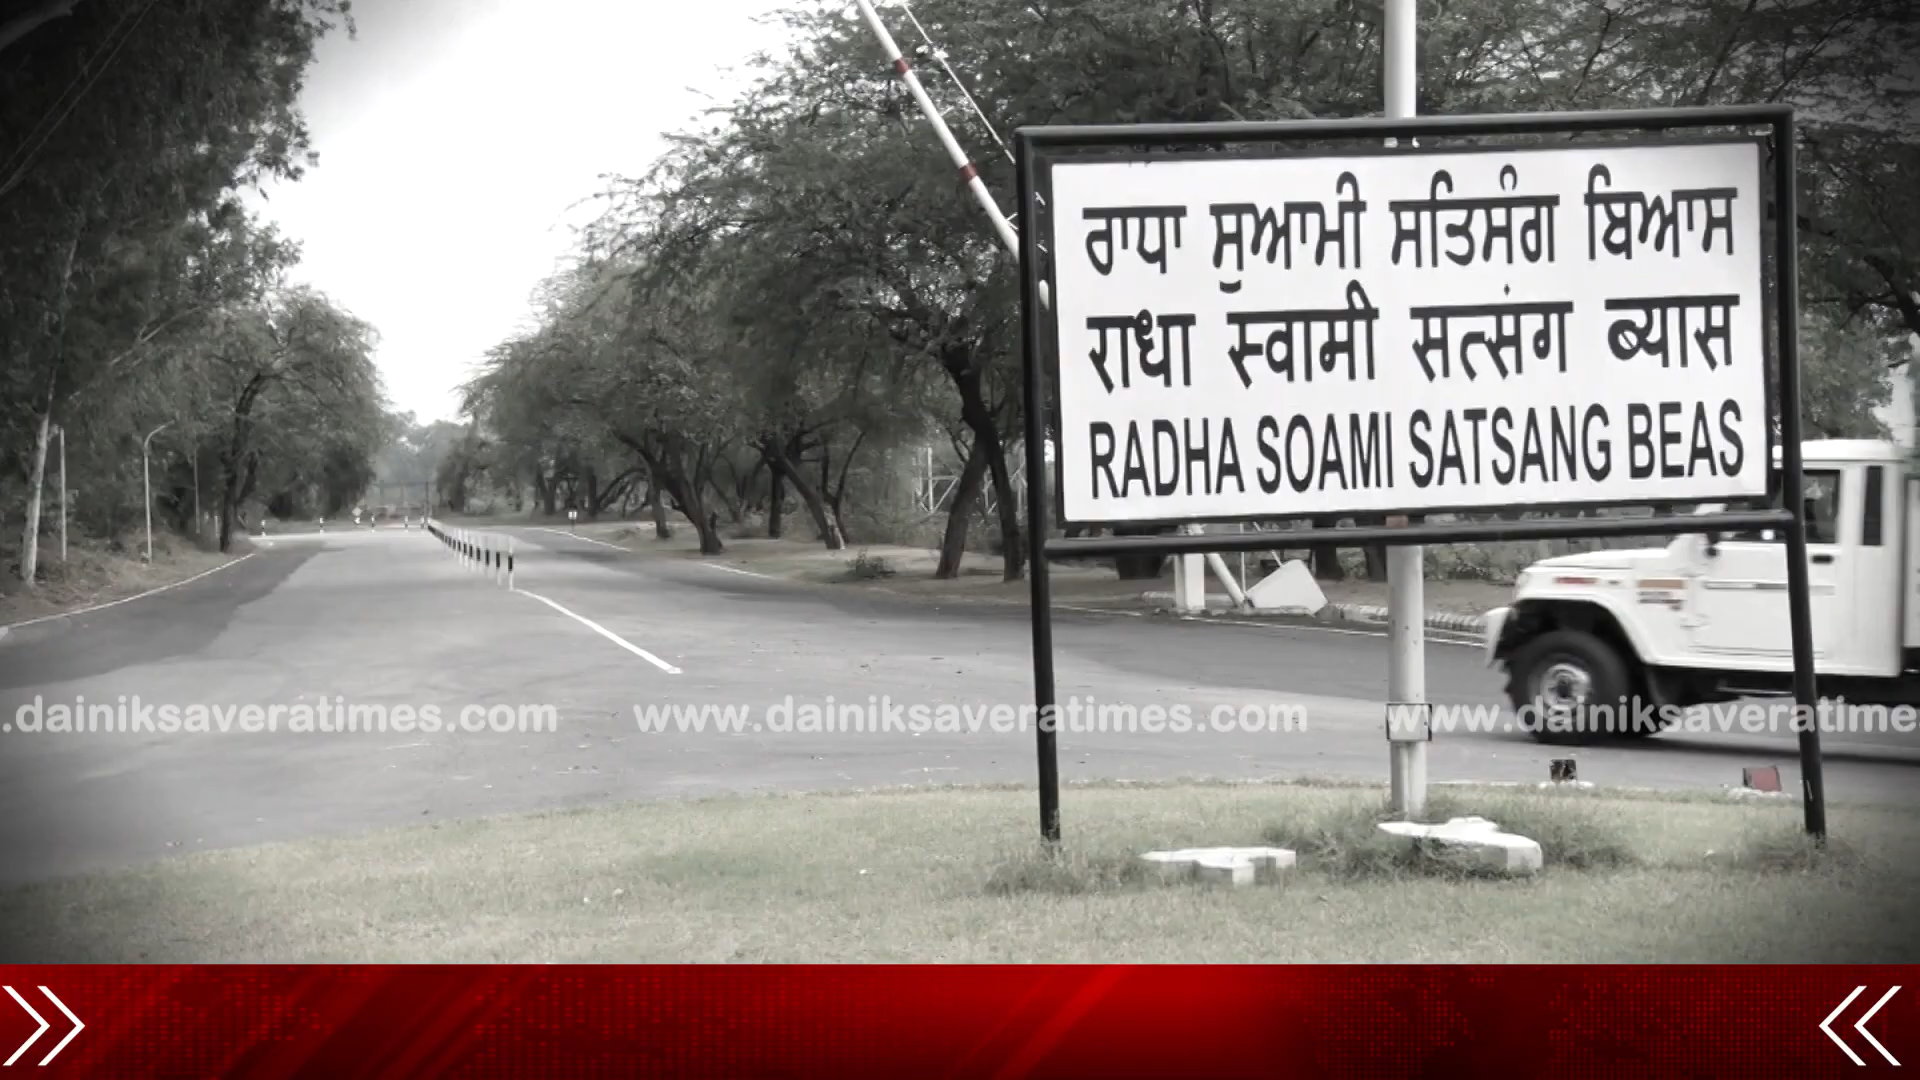 ਰਾਧਾ ਸੁਆਮੀ ਸਤਿਸੰਗ ਬਿਆਸ
राधा स्वामी सत्संग ब्यास
RADHA SOAMI SATSANG BEAS
.dainiksaveratimes.com www.dainiksaveratimes.com www.dainiksaveratime